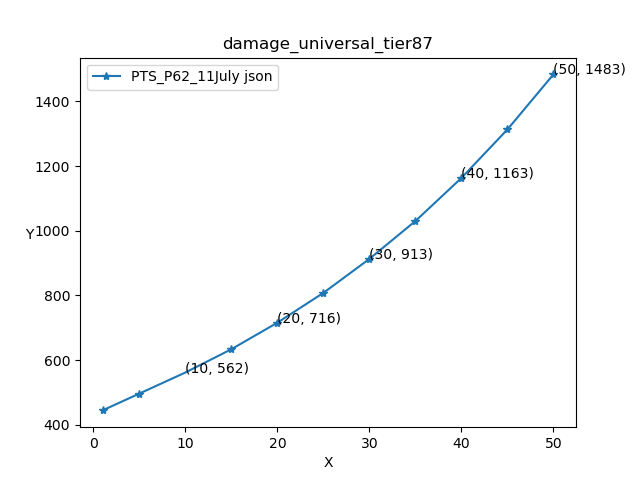 damage_universal_tier87
PTS_P62_11July json
(50, 1483)
1400
1200
(40, 1163)
1000
Y
(30, 913)
800
(20, 716)
600
(10, 562)
400
0 10 20 30 40 50
X